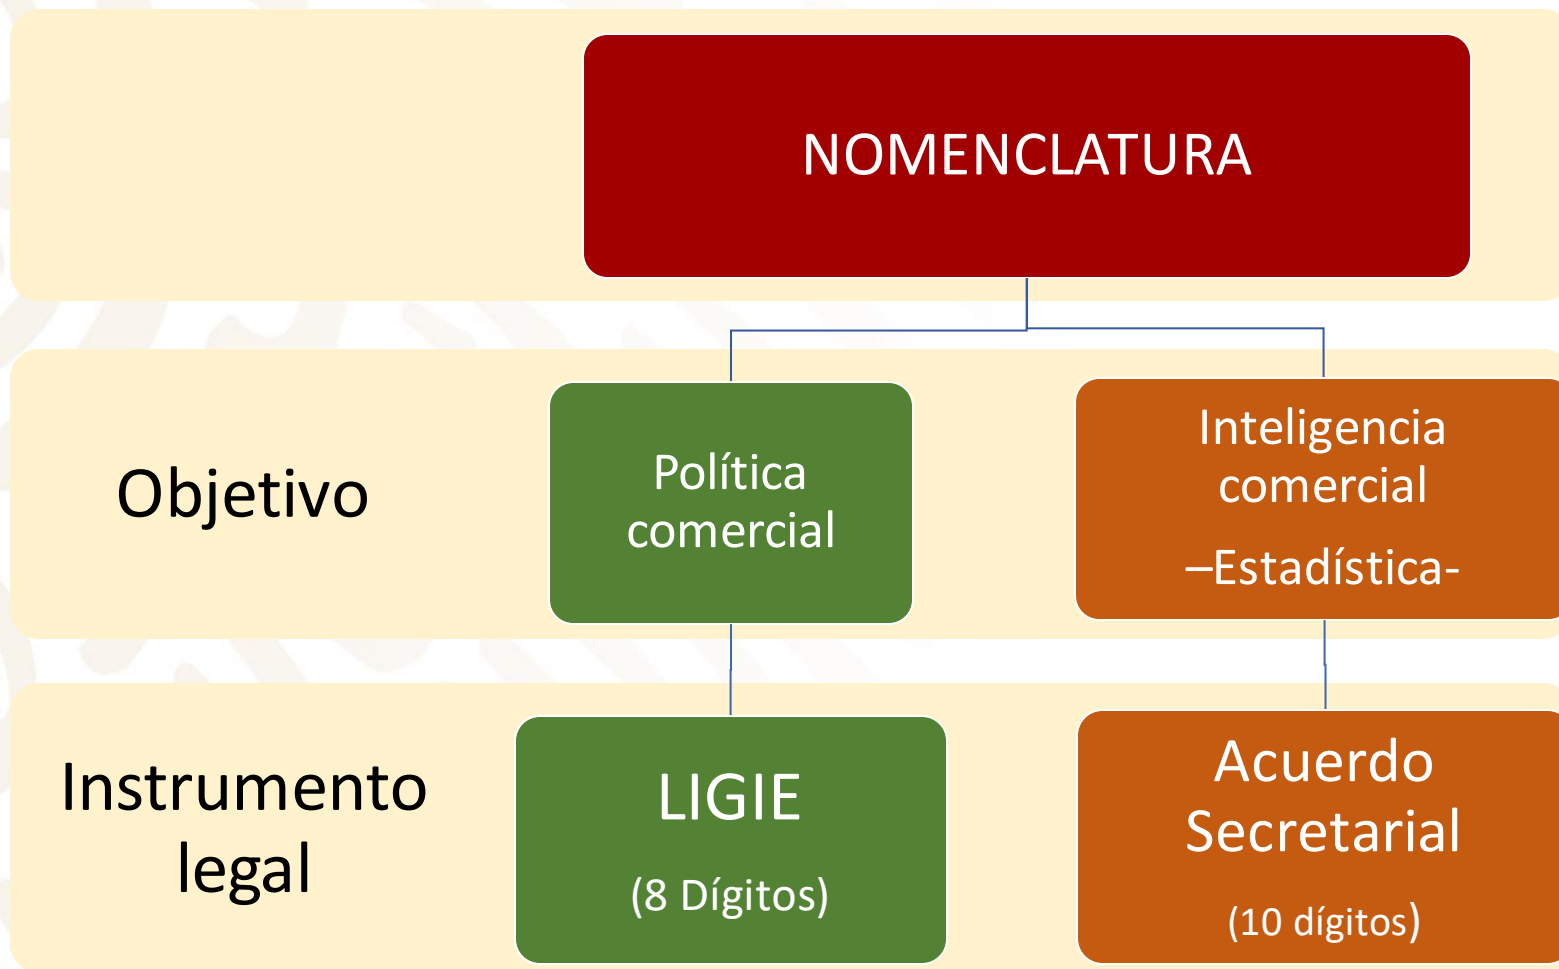 NOMENCLATURA
Objetivo
Política
comercial
Inteligencia
comercial
–Estadística-
Instrumento
legal
LIGIE
(8 Dígitos)
Acuerdo
Secretarial
(10 dígitos)